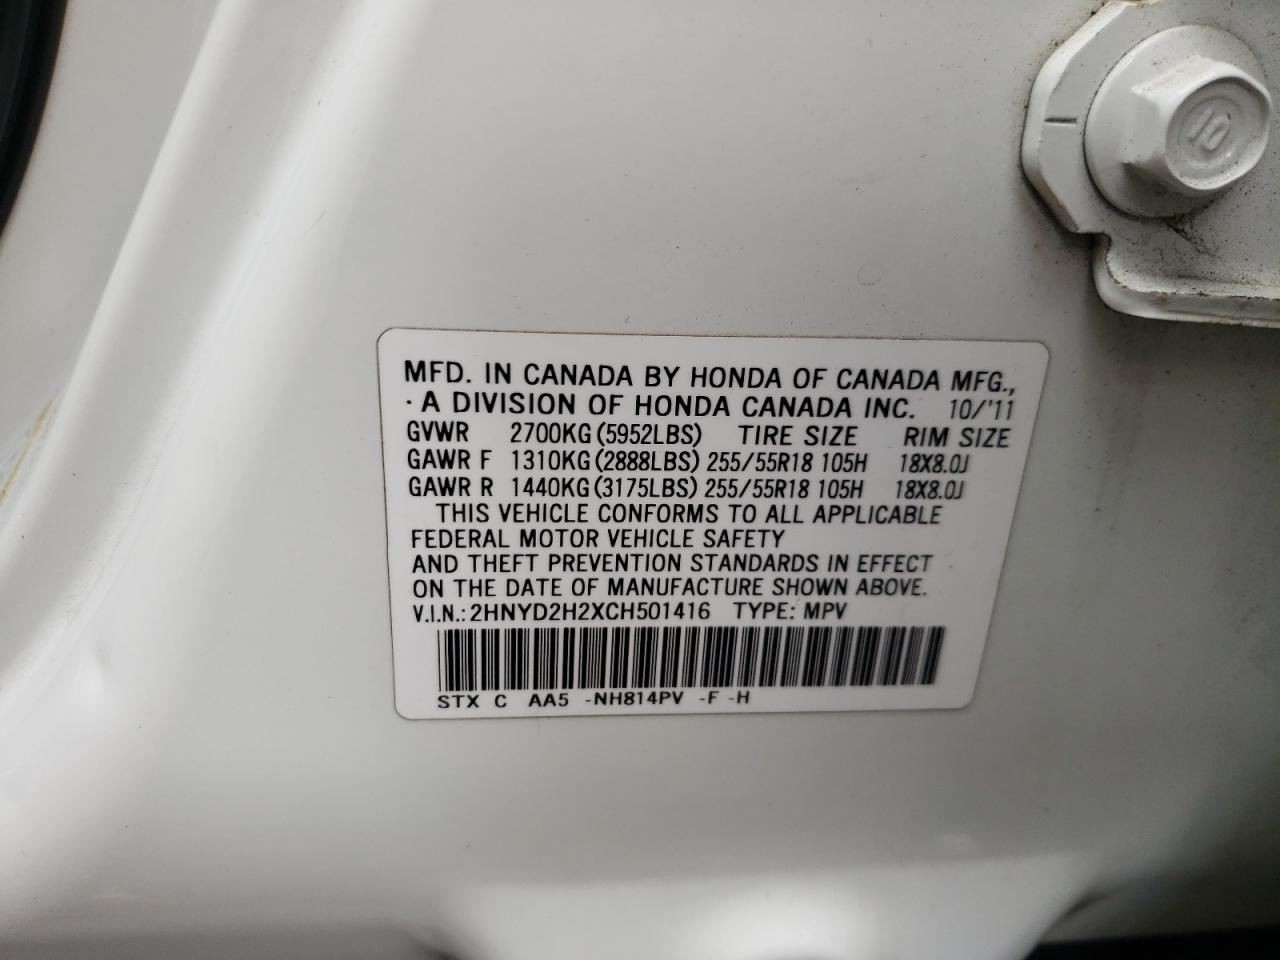 10
MFD. IN CANADA BY HONDA OF CANADA MFG.,
A DIVISION OF HONDA CANADA INC. 10/'11
GVWR 2700KG (5952LBS) TIRE SIZE RIM SIZE
GAWR F 1310KG (2888LBS) 255/55R18 105H 18X8.0J
GAWR R 1440KG (3175LBS) 255/55R18 105H 18X8.0J
THIS VEHICLE CONFORMS TO ALL APPLICABLE
FEDERAL MOTOR VEHICLE SAFETY
AND THEFT PREVENTION STANDARDS IN EFFECT
ON THE DATE OF MANUFACTURE SHOWN ABOVE.
V.I.N.: 2HNYD2H2XCH501416 TYPE: MPV
STX C AA5 -NH814PV -F -H